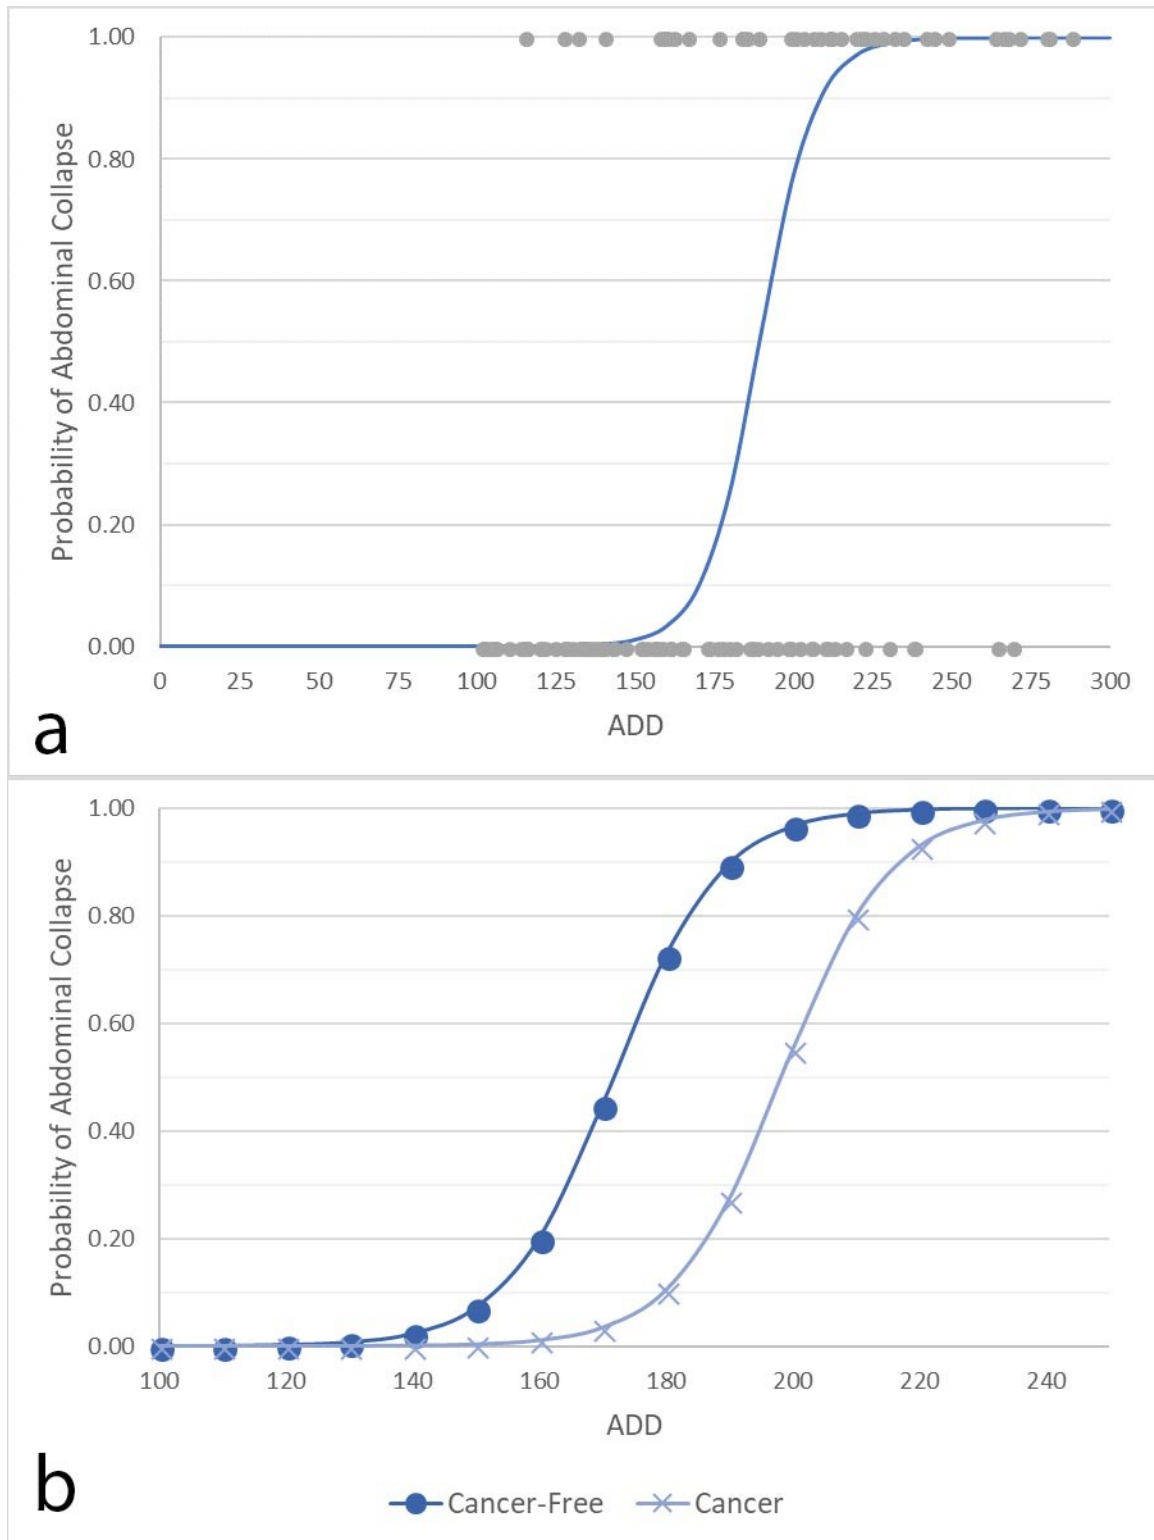 1.00
0.80
0.60
0.40
0.20
0.00
Probability of Abdominal Collapse
0 25 50 75 100 125 150 175 200 225 250 275 300
ADD
a
1.00
0.80
0.60
0.40
0.20
0.00
Probability of Abdominal Collapse
100 120 140 160 180 200 220 240
ADD
b
Cancer-Free Cancer